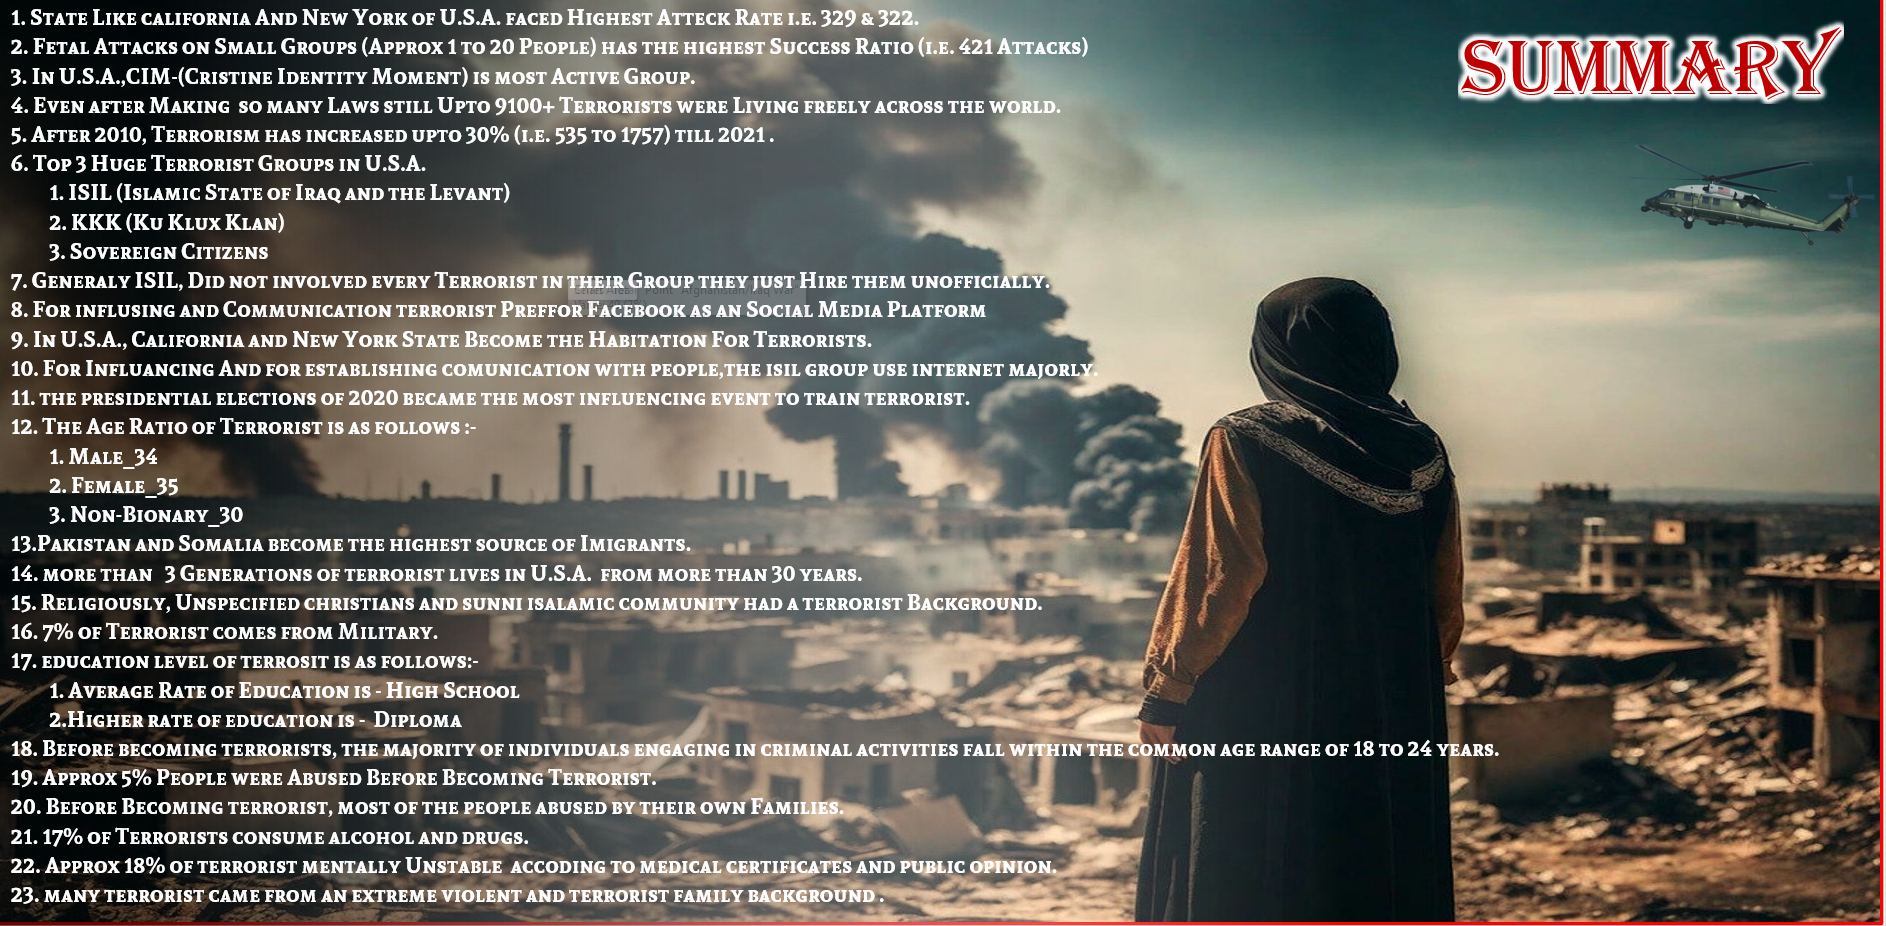 SUMMARY
1. State Like california And New York of U.S.A. faced Highest Atteck Rate i.e. 329 & 322.
2. Fetal Attacks on Small Groups (Approx 1 to 20 People) has the highest Success Ratio (i.e. 421 Attacks)
3. In U.S.A.,CIM-(Cristine Identity Moment) is most Active Group.
4. Even after Making so many Laws still Upto 9100+ Terrorists were Living freely across the world.
5. After 2010, Terrorism has increased upto 30% (i.e. 535 to 1757) till 2021 .
6. Top 3 Huge Terrorist Groups in U.S.A.
1. ISIL (Islamic State of Iraq and the Levant)
2. KKK (Ku Klux Klan)
3. Sovereign Citizens
7. Generaly ISIL, Did not involved every Terrorist in their Group they just Hire them unofficially.
8. For influsing and Communication terrorist Preffor Facebook as an Social Media Platform
9. In U.S.A., California and New York State Become the Habitation For Terrorists.
10. For Influancing And for establishing comunication with people,the isil group use internet majorly.
11. the presidential elections of 2020 became the most influencing event to train terrorist.
12. The Age Ratio of Terrorist is as follows :-
1. Male_34
2. Female_35
3. Non-Bionary_30
13.Pakistan and Somalia become the highest source of Imigrants.
14. more than 3 Generations of terrorist lives in U.S.A. from more than 30 years.
15. Religiously, Unspecified christians and sunni isalamic community had a terrorist Background.
16. 7% of Terrorist comes from Military.
17. education level of terrosit is as follows:-
1. Average Rate of Education is - High School
2.Higher rate of education is - Diploma
18. Before becoming terrorists, the majority of individuals engaging in criminal activities fall within the common age range of 18 to 24 years.
19. Approx 5% People were Abused Before Becoming Terrorist.
20. Before Becoming terrorist, most of the people abused by their own Families.
21. 17% of Terrorists consume alcohol and drugs.
22. Approx 18% of terrorist mentally Unstable accoding to medical certificates and public opinion.
23. many terrorist came from an extreme violent and terrorist family background .